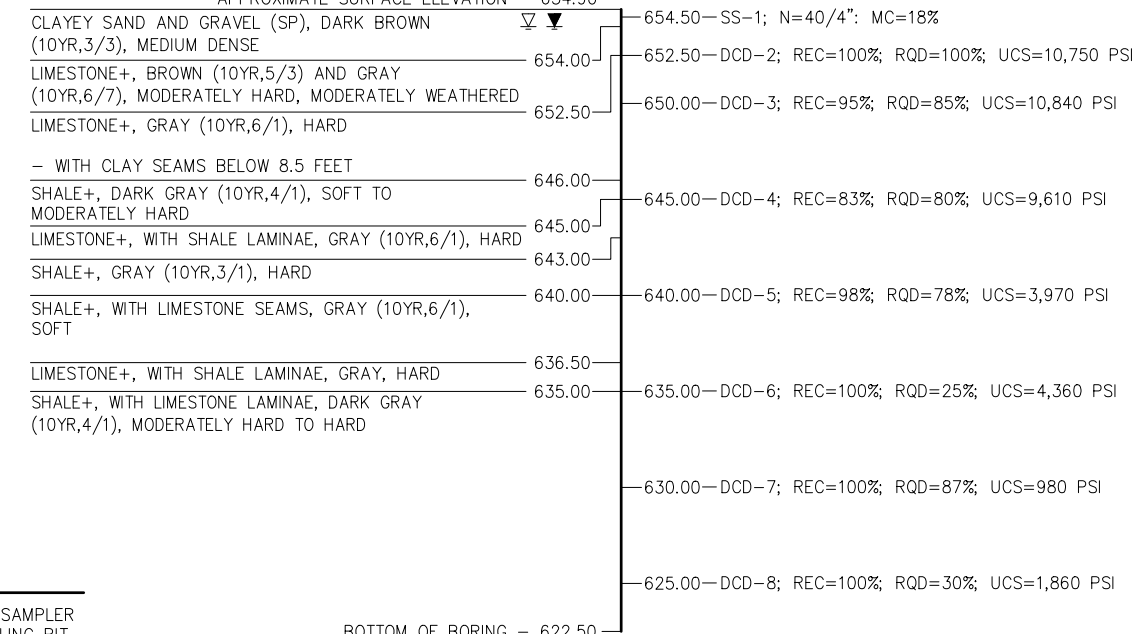 APPROXIMATE SURFACE ELEVATION - 654.50
CLAYEY SAND AND GRAVEL (SP), DARK BROWN
(10YR,3/3), MEDIUM DENSE
654.00
LIMESTONE+, BROWN (10YR,5/3) AND GRAY
(10YR,6/7), MODERATELY HARD, MODERATELY WEATHERED
652.50
LIMESTONE+, GRAY (10YR,6/1), HARD
- WITH CLAY SEAMS BELOW 8.5 FEET
646.00
SHALE+, DARK GRAY (10YR,4/1), SOFT TO
MODERATELY HARD
645.00
LIMESTONE+, WITH SHALE LAMINAE, GRAY (10YR,6/1), HARD
643.00
SHALE+, GRAY (10YR,3/1), HARD
640.00
SHALE+, WITH LIMESTONE SEAMS, GRAY (10YR,6/1),
SOFT
636.50
LIMESTONE+, WITH SHALE LAMINAE, GRAY, HARD
635.00
SHALE+, WITH LIMESTONE LAMINAE, DARK GRAY
(10YR,4/1), MODERATELY HARD TO HARD
654.50-SS-1; N=40/4": MC=18%
652.50-DCD-2; REC=100%; RQD=100%; UCS=10,750 PSI
650.00-DCD-3; REC=95%; RQD=85%; UCS=10,840 PSI
645.00-DCD-4; REC=83%; RQD=80%; UCS=9,610 PSI
640.00-DCD-5; REC=98%; RQD=78%; UCS=3,970 PSI
635.00-DCD-6; REC=100%; RQD=25%; UCS=4,360 PSI
630.00-DCD-7; REC=100%; RQD=87%; UCS=980 PSI
625.00-DCD-8; REC=100%; RQD=30%; UCS=1,860 PSI
SAMPLER
BIT
BOTTOM OF BORING - 622.50